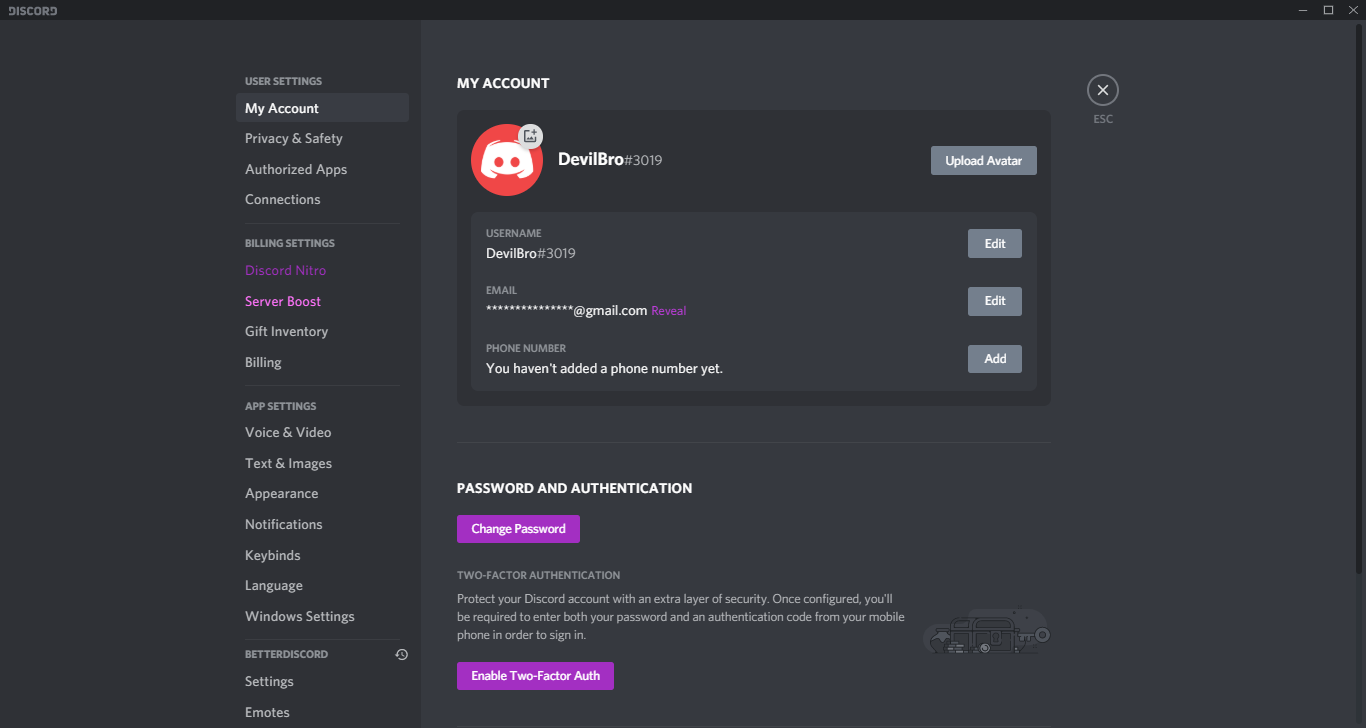 DISCORD
USER SETTINGS
My Account
Privacy & Safety
Authorized Apps
Connections
BILLING SETTINGS
Discord Nitro
Server Boost
Gift Inventory
Billing
APP SETTINGS
Voice & Video
Text & Images
Appearance
Notifications
Keybinds
Language
Windows Settings
BETTERDISCORD
Settings
Emotes
MY ACCOUNT
DevilBro#3019
Upload Avatar
USERNAME
DevilBro#3019
Edit
EMAIL
***************@gmail.com Reveal
Edit
PHONE NUMBER
You haven't added a phone number yet.
Add
PASSWORD AND AUTHENTICATION
Change Password
TWO-FACTOR AUTHENTICATION
Protect your Discord account with an extra layer of security. Once configured, you'll
be required to enter both your password and an authentication code from your mobile
phone in order to sign in.
Enable Two-Factor Auth
ESC